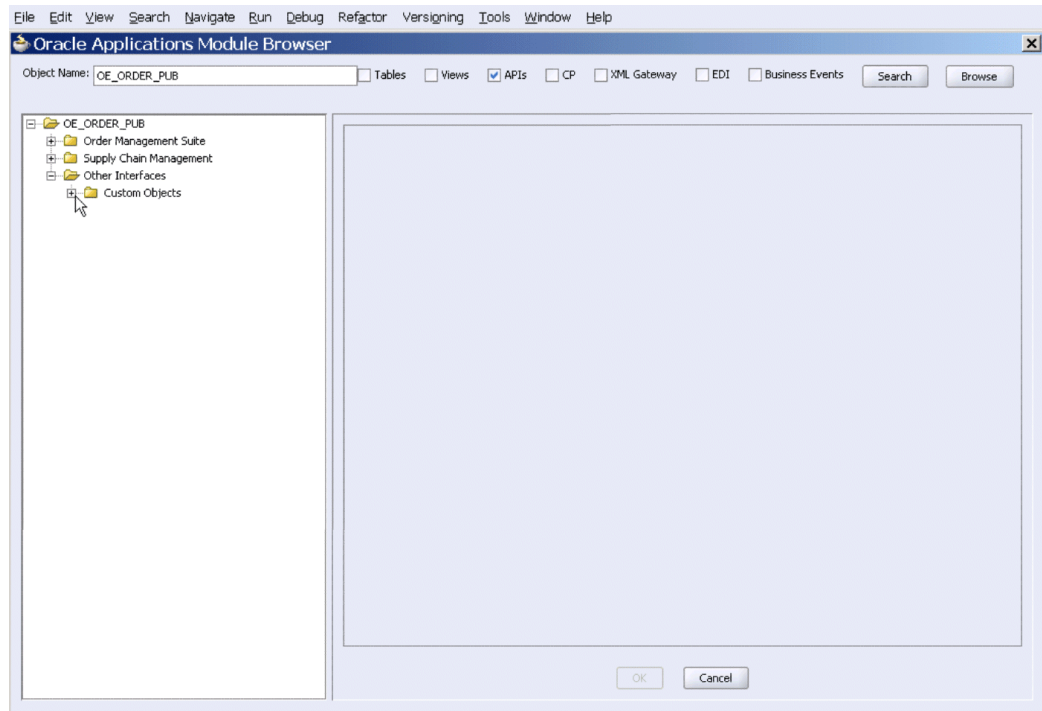 File Edit View Search Navigate Run Debug Refactor Versioning Tools Window Help
Oracle Applications Module Browser
Object Name: OE_ORDER_PUB Tables Views APIs CP XML Gateway EDI Business Events Search Browse
OE_ORDER_PUB
Order Management Suite
Supply Chain Management
Other Interfaces
Custom Objects
OK Cancel